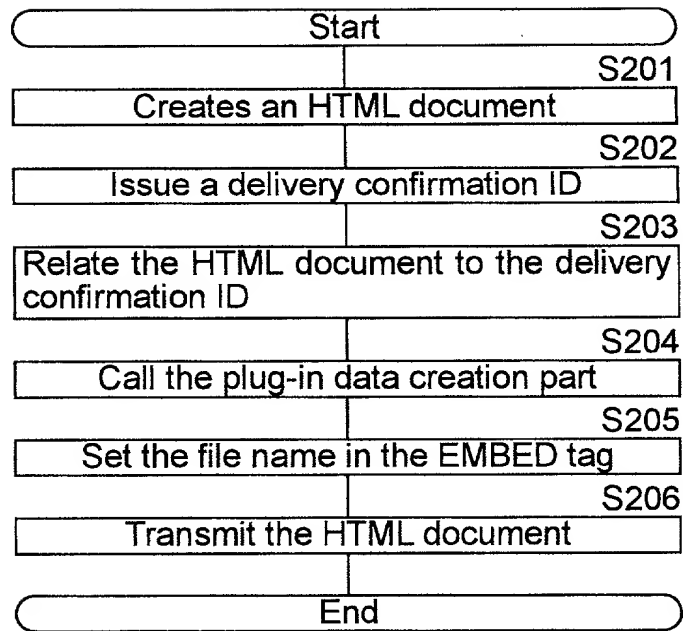 Start
S201
Creates an HTML document
S202
Issue a delivery confirmation ID
S203
Relate the HTML document to the delivery
confirmation ID
S204
Call the plug-in data creation part
S205
Set the file name in the EMBED tag
S206
Transmit the HTML document
End